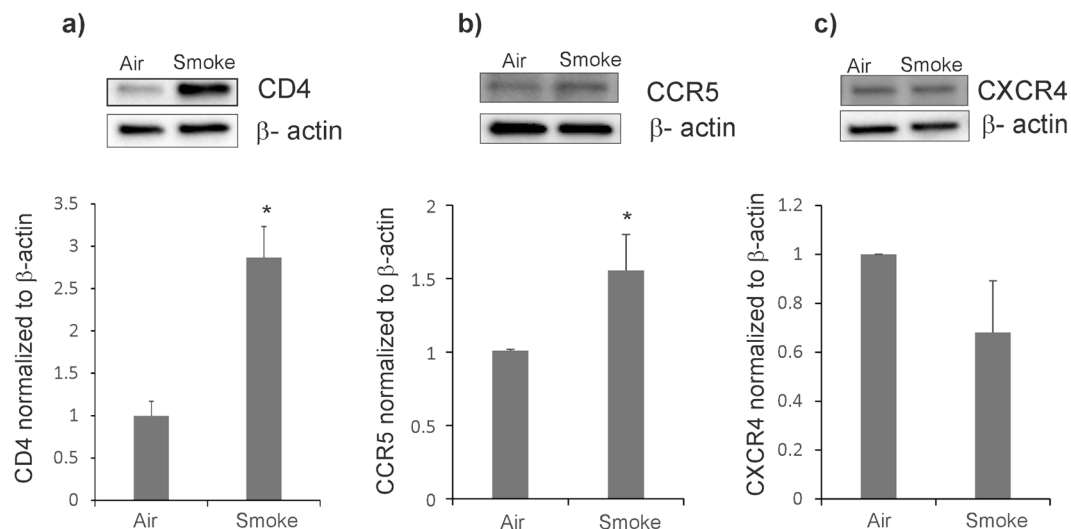 a)
Air Smoke
CD4
β- actin
CD4 normalized to β-actin
3.5
3
2.5
2
1.5
1
0.5
0
*
Air Smoke
b)
Air Smoke
CCR5
β- actin
CCR5 normalized to β-actin
2
1.5
1
0.5
0
*
Air Smoke
c)
Air Smoke
CXCR4
β- actin
CXCR4 normalized to β-actin
1.2
1
0.8
0.6
0.4
0.2
0
Air Smoke